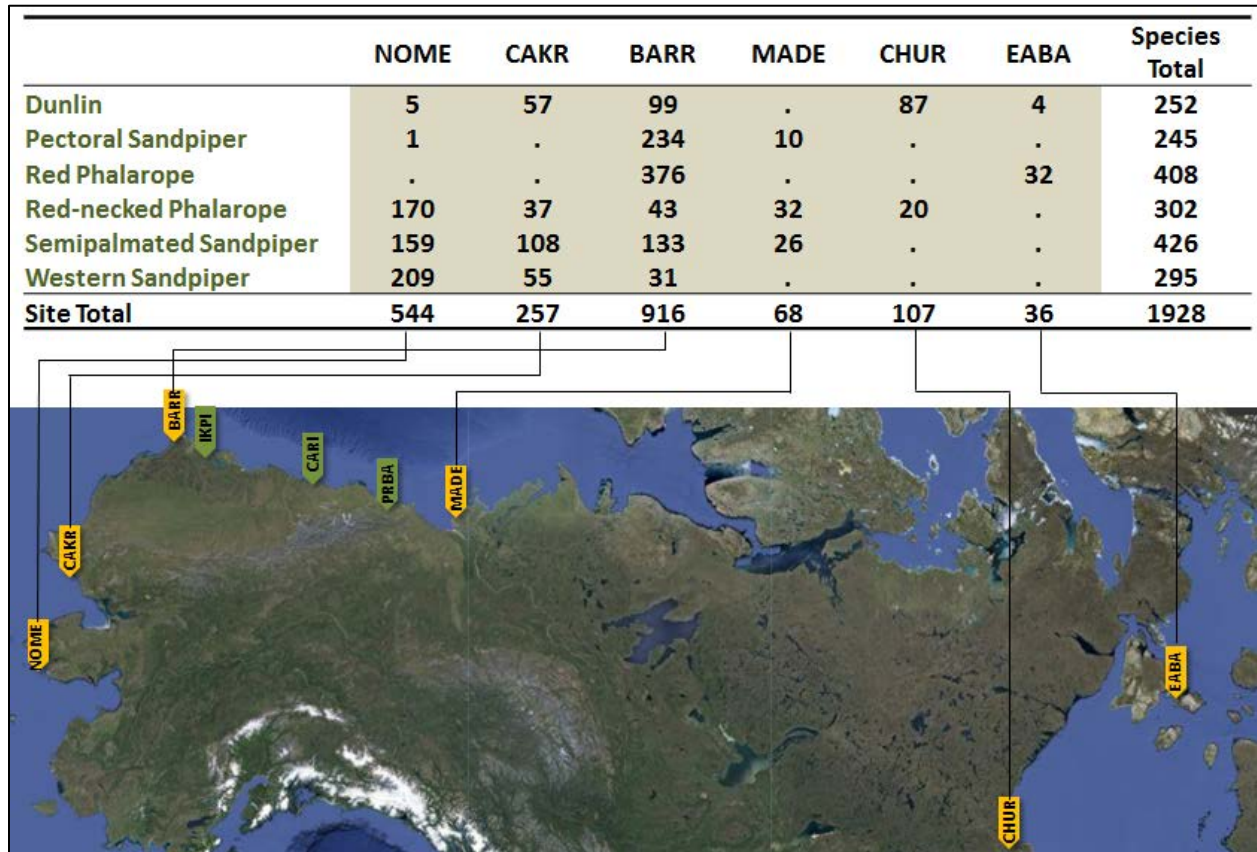 NOME CAKR BARR MADE CHUR EABA Species Total
Dunlin 5 57 99 . 87 4 252
Pectoral Sandpiper 1 . 234 10 . . 245
Red Phalarope . . 376 . . 32 408
Red-necked Phalarope 170 37 43 32 20 . 302
Semipalmated Sandpiper 159 108 133 26 . . 426
Western Sandpiper 209 55 31 . . . 295
Site Total 544 257 916 68 107 36 1928
BARR
IKPI
CARI
PRBA
MADE
CAKR
NOME
EABA
CHUR